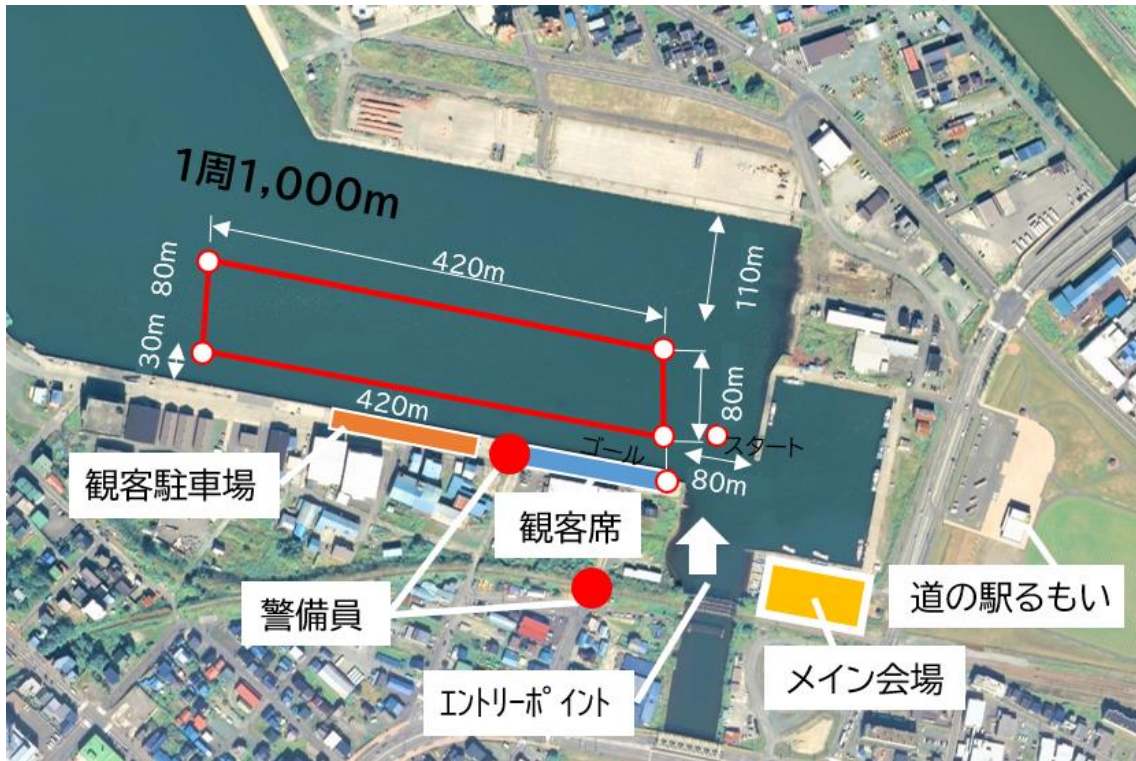 1周1,000m
420m
80m
110m
30m
80m
420m
ゴール
スタート
80m
観客駐車場
観客席
警備員
道の駅るもい
メイン会場
エントリーポイント